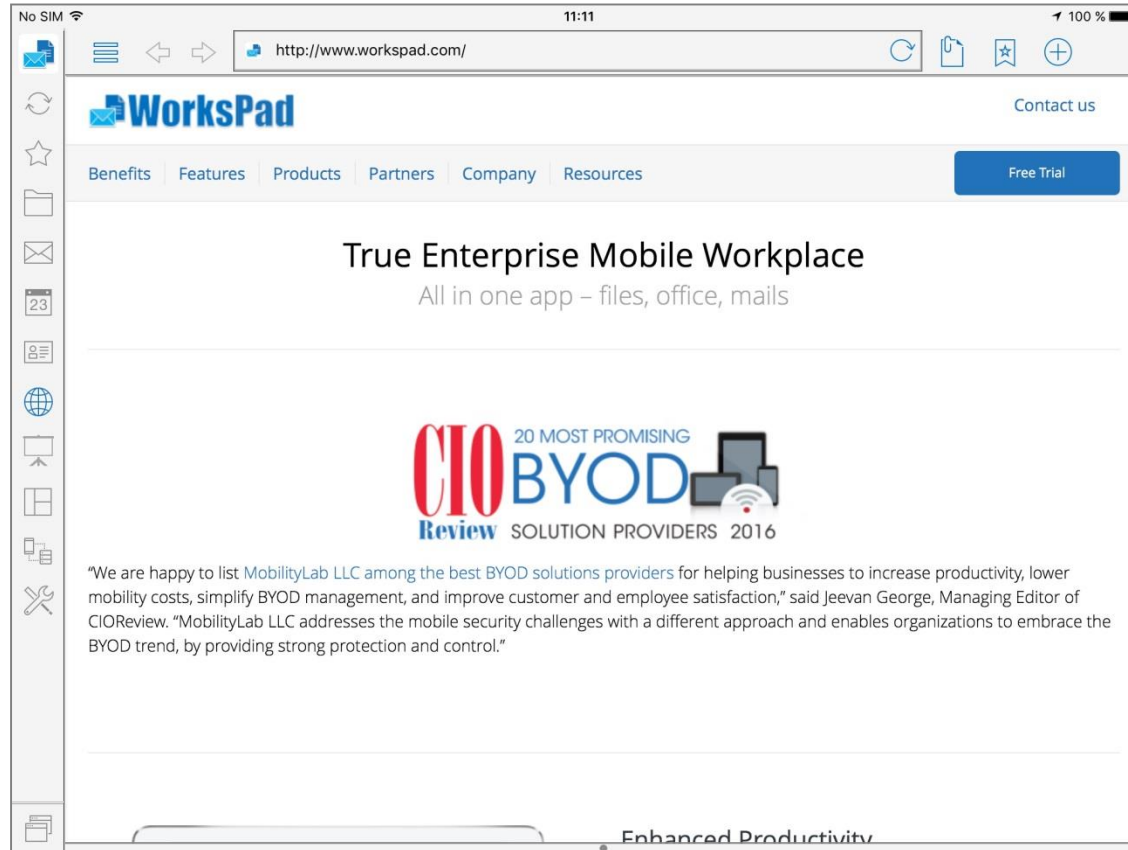 No SIM 11:11 100 %
http://www.workspad.com/
WorksPad
Contact us
Benefits Features Products Partners Company Resources Free Trial
True Enterprise Mobile Workplace
All in one app – files, office, mails
CIO Review
20 MOST PROMISING
BYOD
SOLUTION PROVIDERS 2016
23
“We are happy to list MobilityLab LLC among the best BYOD solutions providers for helping businesses to increase productivity, lower
mobility costs, simplify BYOD management, and improve customer and employee satisfaction,” said Jeevan George, Managing Editor of
CIOReview. “MobilityLab LLC addresses the mobile security challenges with a different approach and enables organizations to embrace the
BYOD trend, by providing strong protection and control.”
Enhanced Productivity